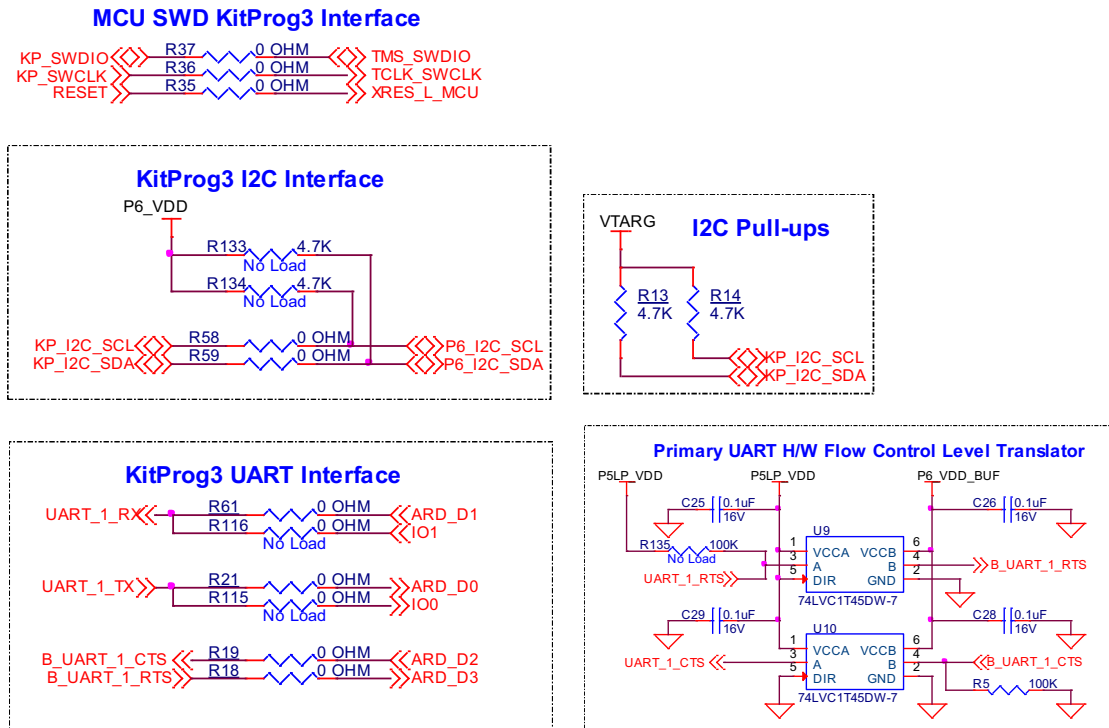 MCU SWD KitProg3 Interface
KP_SWDIO R37 0 OHM TMS_SWDIO
KP_SWCLK R36 0 OHM TCLK_SWCLK
RESET R35 0 OHM XRES_L_MCU
KitProg3 I2C Interface
P6_VDD
R133 4.7K
No Load
R134 4.7K
No Load
KP_I2C_SCL R58 0 OHM P6_I2C_SCL
KP_I2C_SDA R59 0 OHM P6_I2C_SDA
VTARG I2C Pull-ups
R13 R14
4.7K 4.7K
KP_I2C_SCL
KP_I2C_SDA
KitProg3 UART Interface
UART_1_RX R61 0 OHM ARD_D1
R116 0 OHM IO1
No Load
UART_1_TX R21 0 OHM ARD_D0
R115 0 OHM IO0
No Load
B_UART_1_CTS R19 0 OHM ARD_D2
B_UART_1_RTS R18 0 OHM ARD_D3
Primary UART H/W Flow Control Level Translator
P5LP_VDD P5LP_VDD P6_VDD_BUF
C25 0.1uF C26 0.1uF
16V 16V
U9
R135 100K 1 VCCA VCCB 6
No Load 3 A B 4 B_UART_1_RTS
UART_1_RTS 5 DIR GND 2
74LVC1T45DW-7
C29 0.1uF C28 0.1uF
16V 16V
U10
1 VCCA VCCB 6
UART_1_CTS 3 A B 4 B_UART_1_CTS
5 DIR GND 2 R5 100K
74LVC1T45DW-7